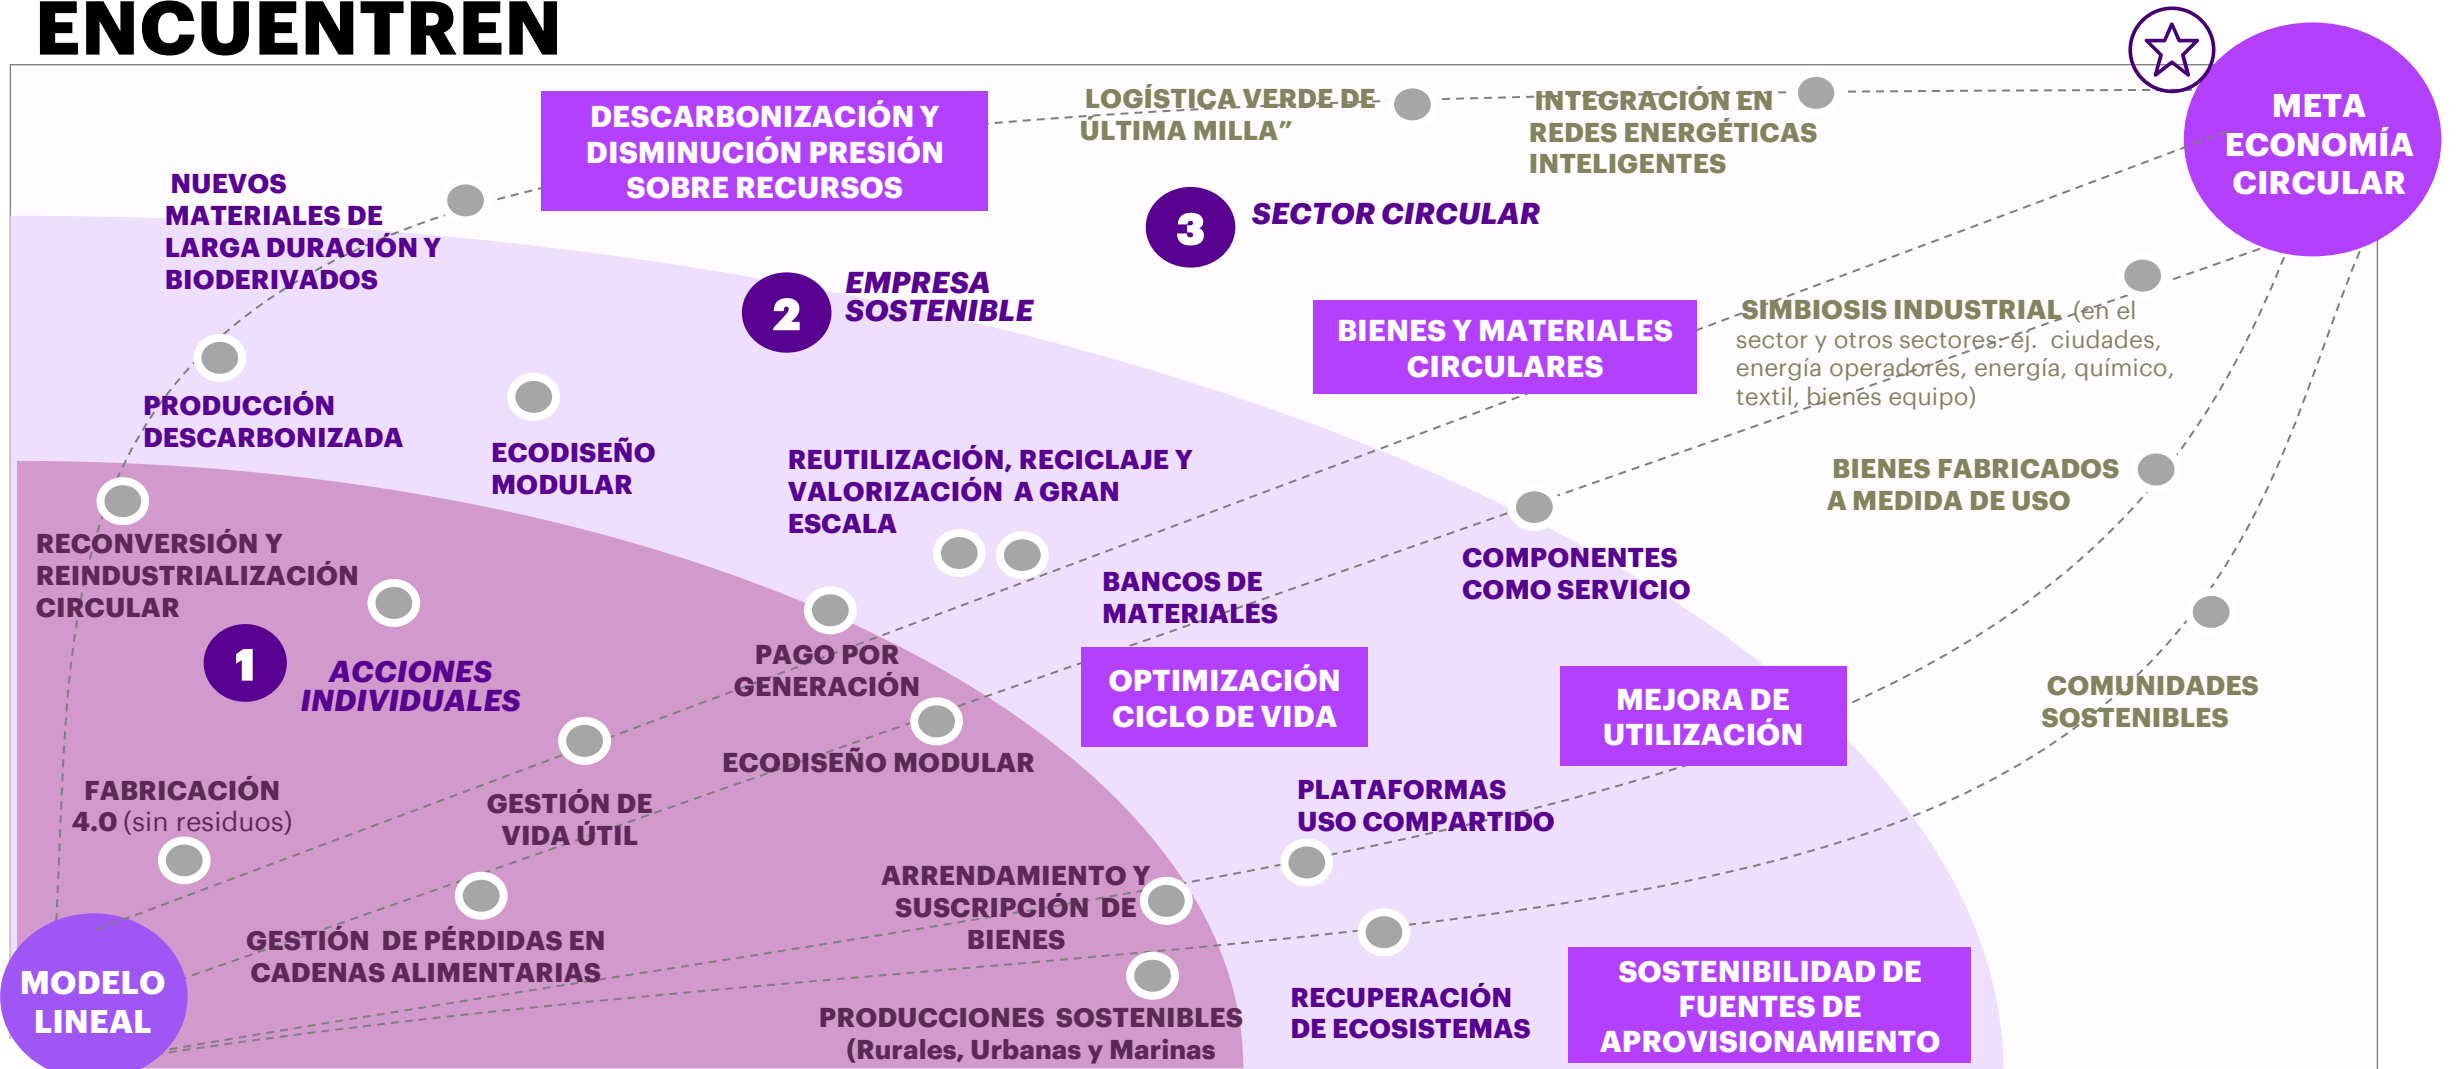 ENCUENTREN
DESCARBONIZACIÓN Y
DISMINUCIÓN PRESIÓN
SOBRE RECURSOS
LOGÍSTICA VERDE DE
ÚLTIMA MILLA”
INTEGRACIÓN EN
REDES ENERGÉTICAS
INTELIGENTES
META
ECONOMÍA
CIRCULAR
NUEVOS
MATERIALES DE
LARGA DURACIÓN Y
BIODERIVADOS
3
SECTOR CIRCULAR
2
EMPRESA
SOSTENIBLE
BIENES Y MATERIALES
CIRCULARES
SIMBIOSIS INDUSTRIAL (en el
sector y otros sectores: ej. ciudades,
energía operadores, energía, químico,
textil, bienes equipo)
PRODUCCIÓN
DESCARBONIZADA
ECODISEÑO
MODULAR
REUTILIZACIÓN, RECICLAJE Y
VALORIZACIÓN A GRAN
ESCALA
BIENES FABRICADOS
A MEDIDA DE USO
RECONVERSIÓN Y
REINDUSTRIALIZACIÓN
CIRCULAR
BANCOS DE
MATERIALES
COMPONENTES
COMO SERVICIO
1
ACCIONES
INDIVIDUALES
PAGO POR
GENERACIÓN
OPTIMIZACIÓN
CICLO DE VIDA
MEJORA DE
UTILIZACIÓN
COMUNIDADES
SOSTENIBLES
ECODISEÑO MODULAR
FABRICACIÓN
4.0 (sin residuos)
GESTIÓN DE
VIDA ÚTIL
PLATAFORMAS
USO COMPARTIDO
ARRENDAMIENTO Y
SUSCRIPCIÓN DE
BIENES
GESTIÓN DE PÉRDIDAS EN
CADENAS ALIMENTARIAS
MODELO
LINEAL
PRODUCCIONES SOSTENIBLES
(Rurales, Urbanas y Marinas
RECUPERACIÓN
DE ECOSISTEMAS
SOSTENIBILIDAD DE
FUENTES DE
APROVISIONAMIENTO